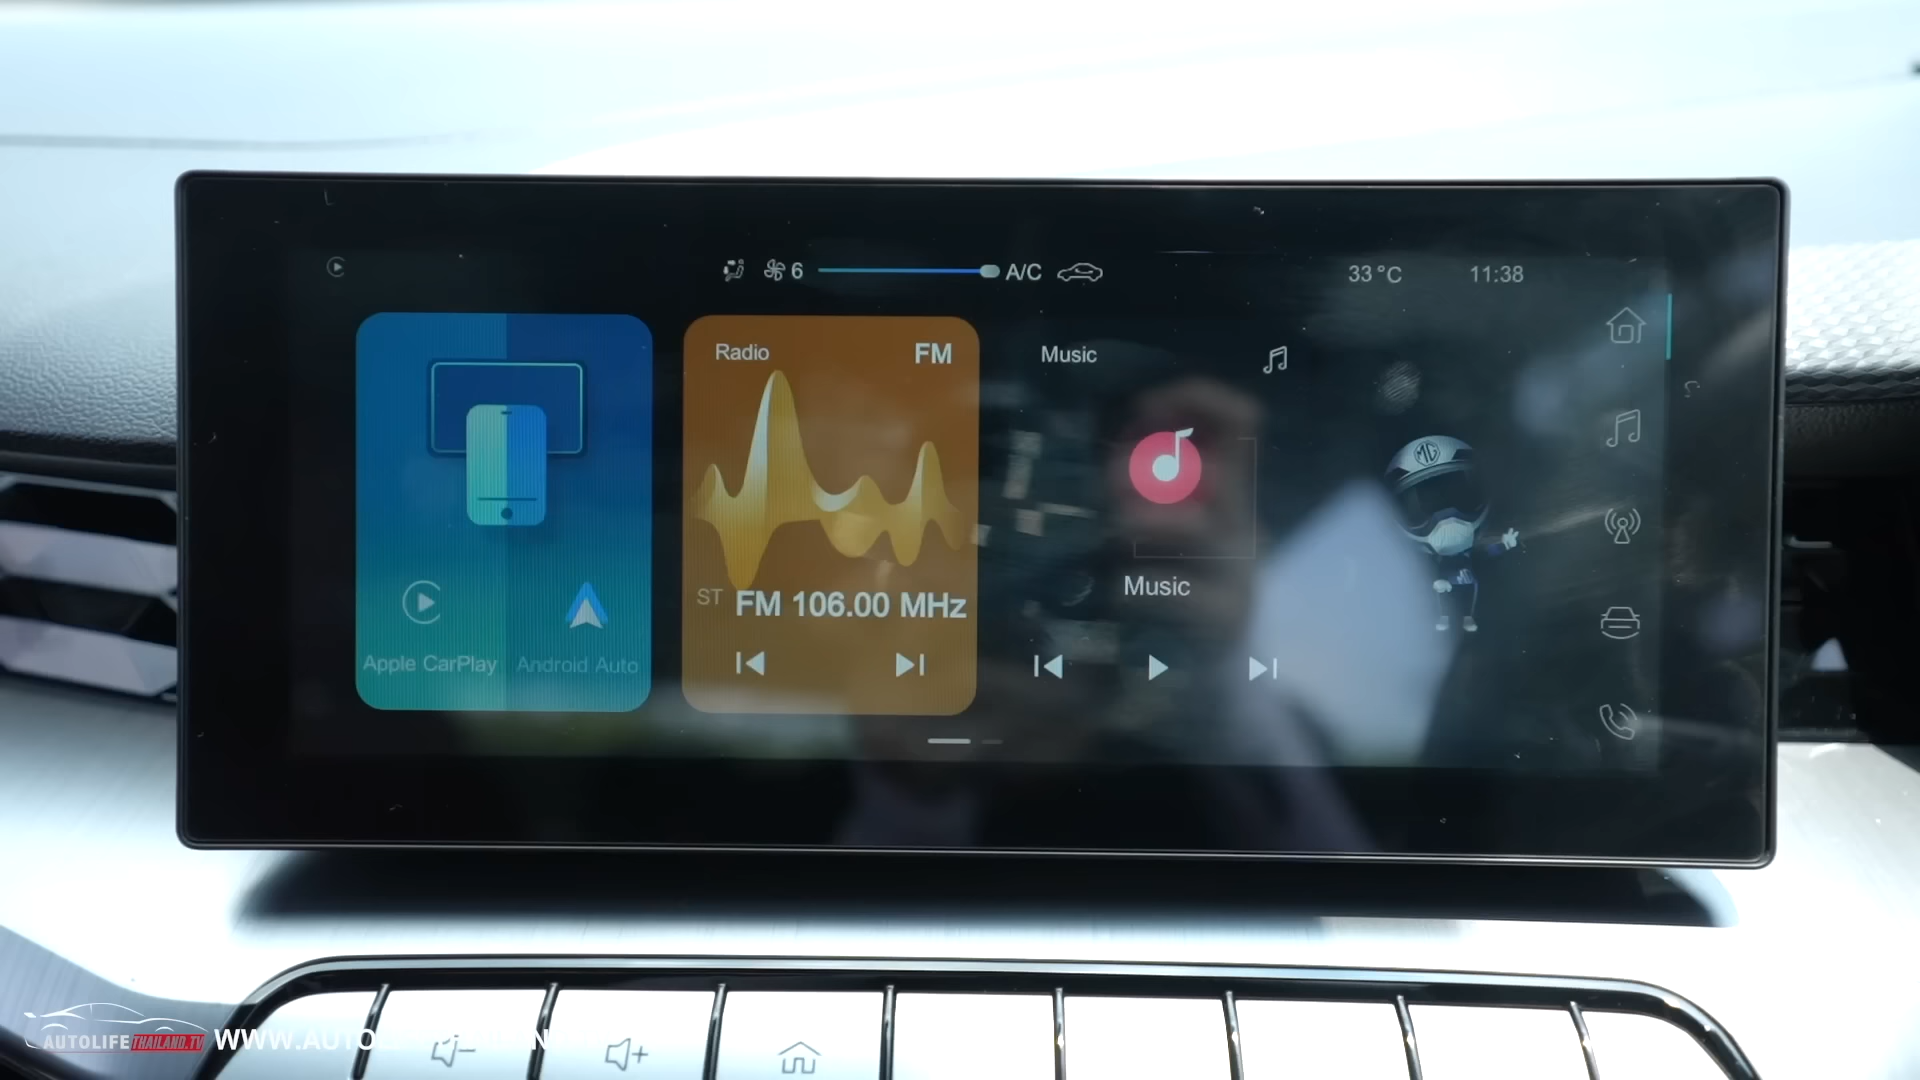 6 A/C 33°C 11:38
Radio FM
Music
MG
Music
ST FM 106.00 MHz
Apple CarPlay Android Auto
AUTOLIFE THAILAND.TV